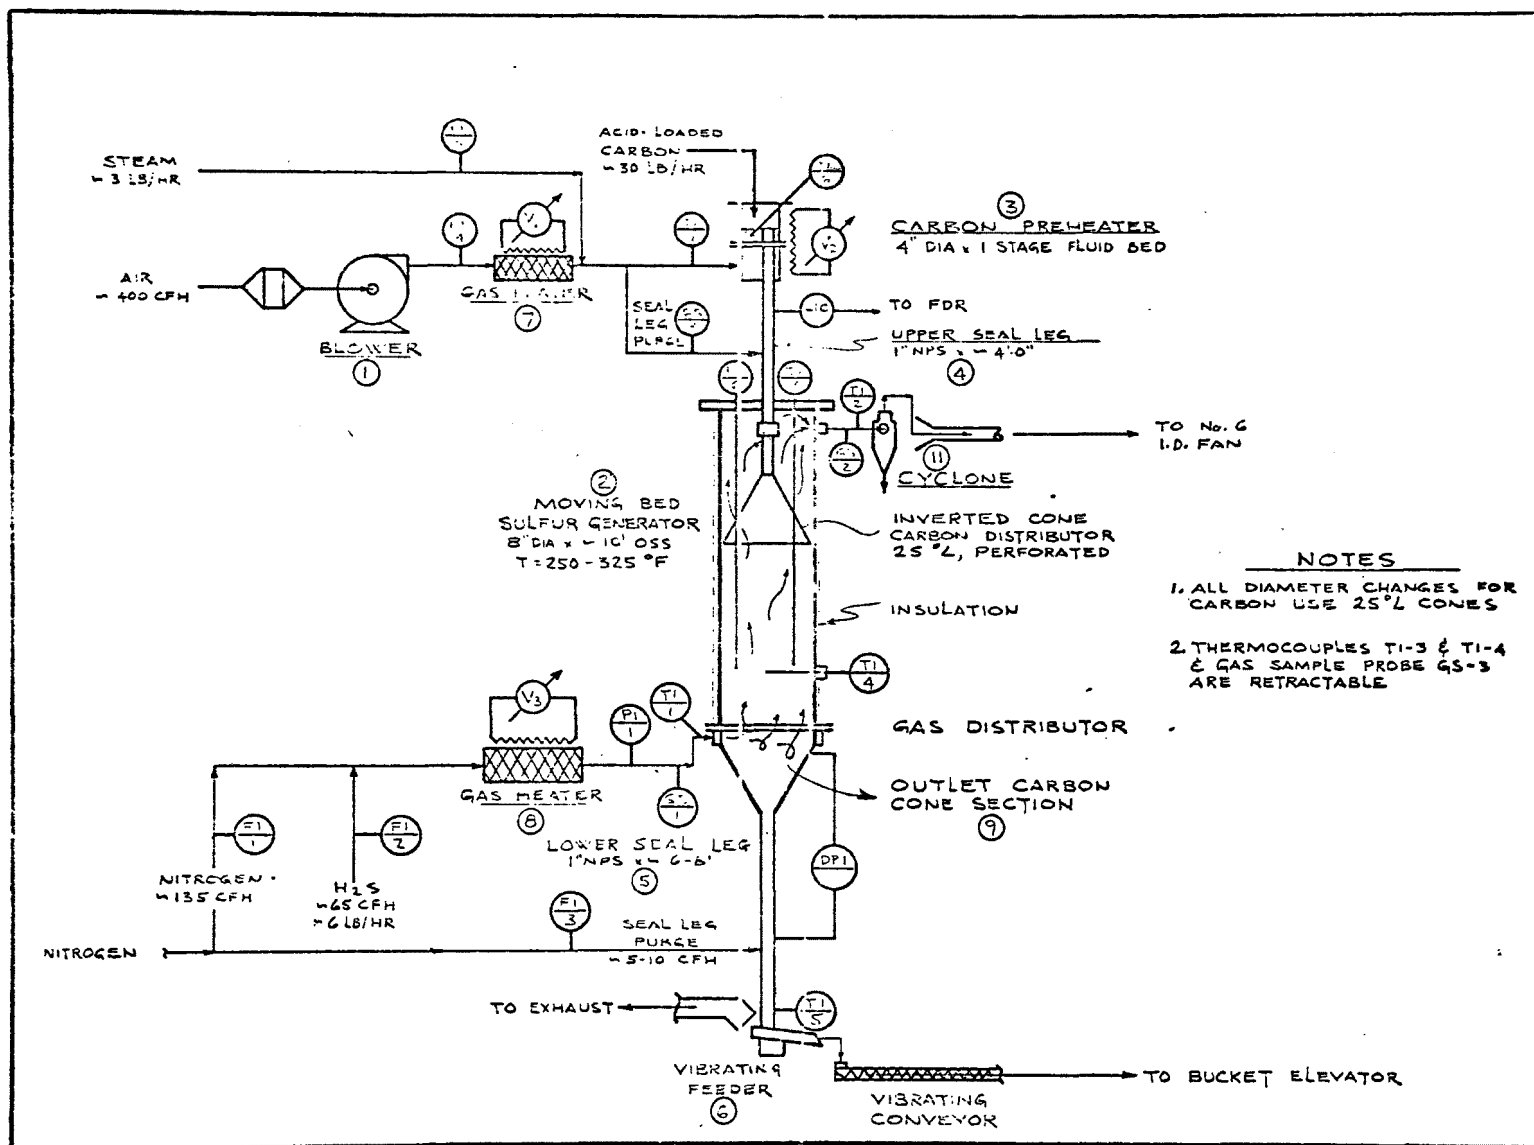 STEAM
~ 3 LB/HR
ACID-LOADED
CARBON
~30 LB/HR
V2
3
CARBON PREHEATER
4" DIA x 1 STAGE FLUID BED
AIR
~ 400 CFH
BLOWER
1
GAS
7
SEAL
LEG
PURGE
TO FDR
UPPER SEAL LEG
1" NPS x ~ 4'-0"
4
TI
2
2
TO No. 6
I.D. FAN
11
CYCLONE
2
MOVING BED
SULFUR GENERATOR
8" DIA x ~ 10' OSS
T=250-325 °F
INVERTED CONE
CARBON DISTRIBUTOR
25°L, PERFORATED
INSULATION
NOTES
1. ALL DIAMETER CHANGES FOR
CARBON USE 25°L CONES
2. THERMOCOUPLES TI-3 & TI-4
& GAS SAMPLE PROBE GS-3
ARE RETRACTABLE
TI
4
V3
PI
1
TI
1
GAS DISTRIBUTOR
GAS HEATER
8
1
OUTLET CARBON
CONE SECTION
9
FI
1
FI
2
LOWER SEAL LEG
5
DPI
NITROGEN
~135 CFH
H2S
~65 CFH
~6 LB/HR
FI
3
SEAL LEG
PURGE
~5-10 CFH
NITROGEN
TO EXHAUST
TI
5
VIBRATING
FEEDER
6
VIBRATING
CONVEYOR
TO BUCKET ELEVATOR